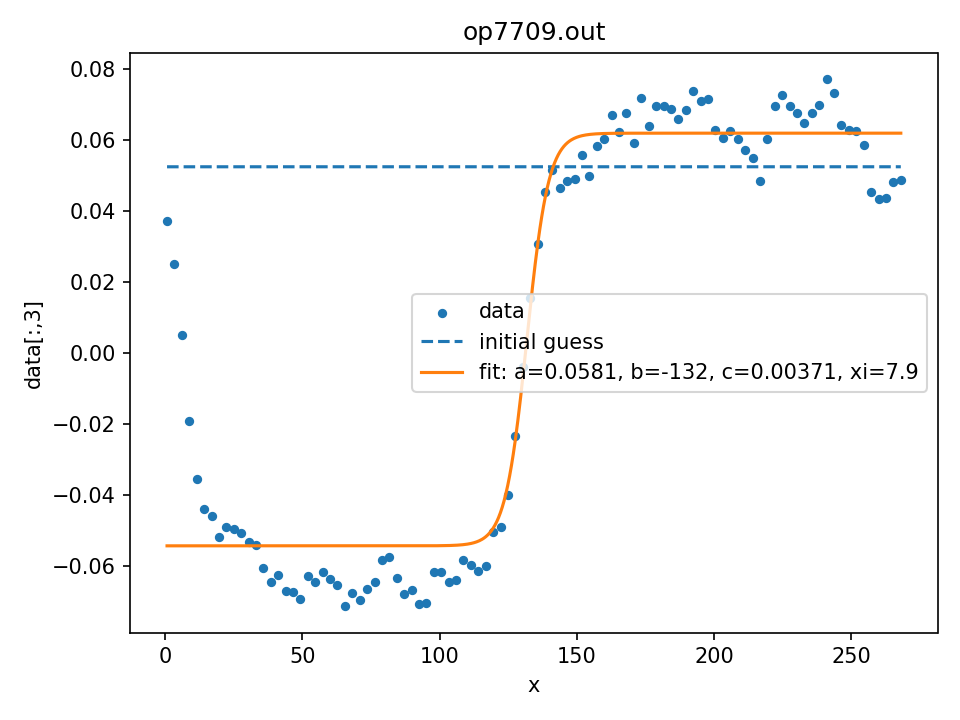 op7709.out
data[:,3]
0.08
0.06
0.04
0.02
0.00
−0.02
−0.04
−0.06
data
initial guess
fit: a=0.0581, b=-132, c=0.00371, xi=7.9
0 50 100 150 200 250
x